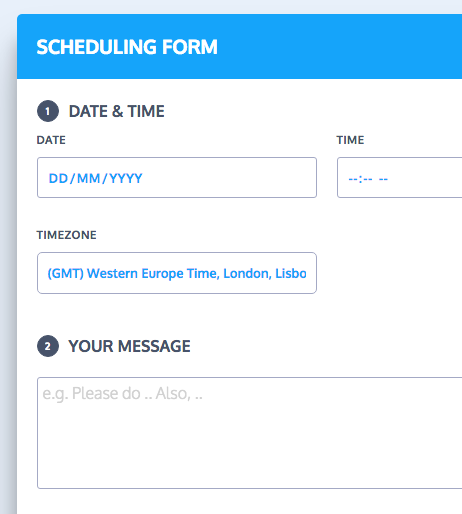 SCHEDULING FORM
1 DATE & TIME
DATE TIME
DD/MM/YYYY --:-- --
TIMEZONE
(GMT) Western Europe Time, London, Lisbo
2 YOUR MESSAGE
e.g. Please do .. Also, ..